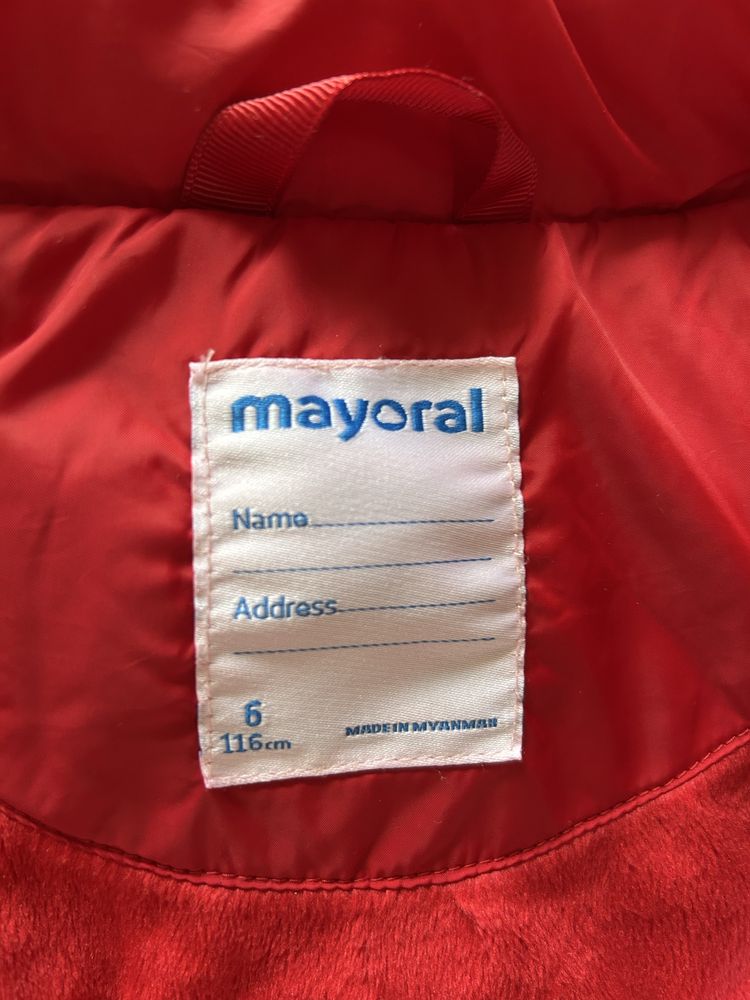 mayoral
Name
Address
6
116cm
MADE IN MYANMAR